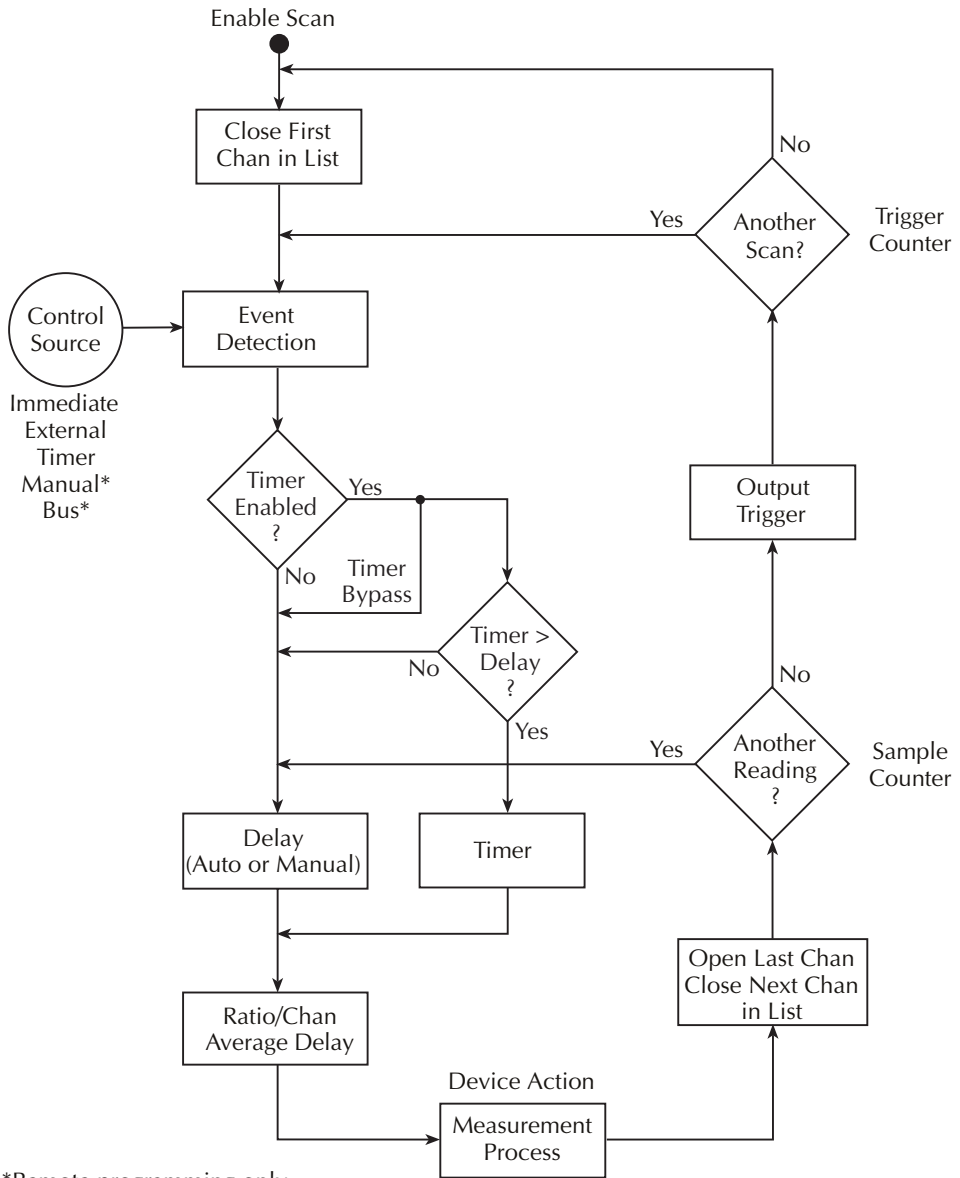 Enable Scan
Close First
Chan in List
No
Yes
Another
Scan?
Trigger
Counter
Control
Source
Event
Detection
Immediate
External
Timer
Manual*
Bus*
Timer
Enabled
?
Yes
No
Timer
Bypass
Output
Trigger
Timer >
Delay
?
No
Yes
No
Yes
Another
Reading
?
Sample
Counter
Delay
(Auto or Manual)
Timer
Open Last Chan
Close Next Chan
in List
Ratio/Chan
Average Delay
Device Action
Measurement
Process
*Remote programming only